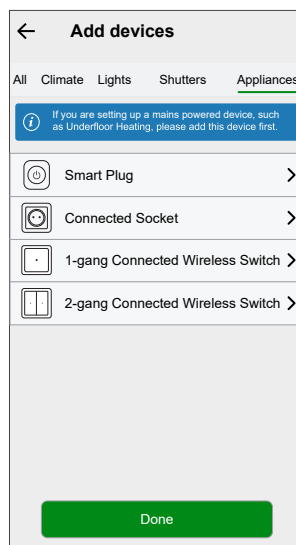 Add devices
All Climate Lights Shutters Appliances
If you are setting up a mains powered device, such
as Underfloor Heating, please add this device first.
Smart Plug
Connected Socket
1-gang Connected Wireless Switch
2-gang Connected Wireless Switch
Done